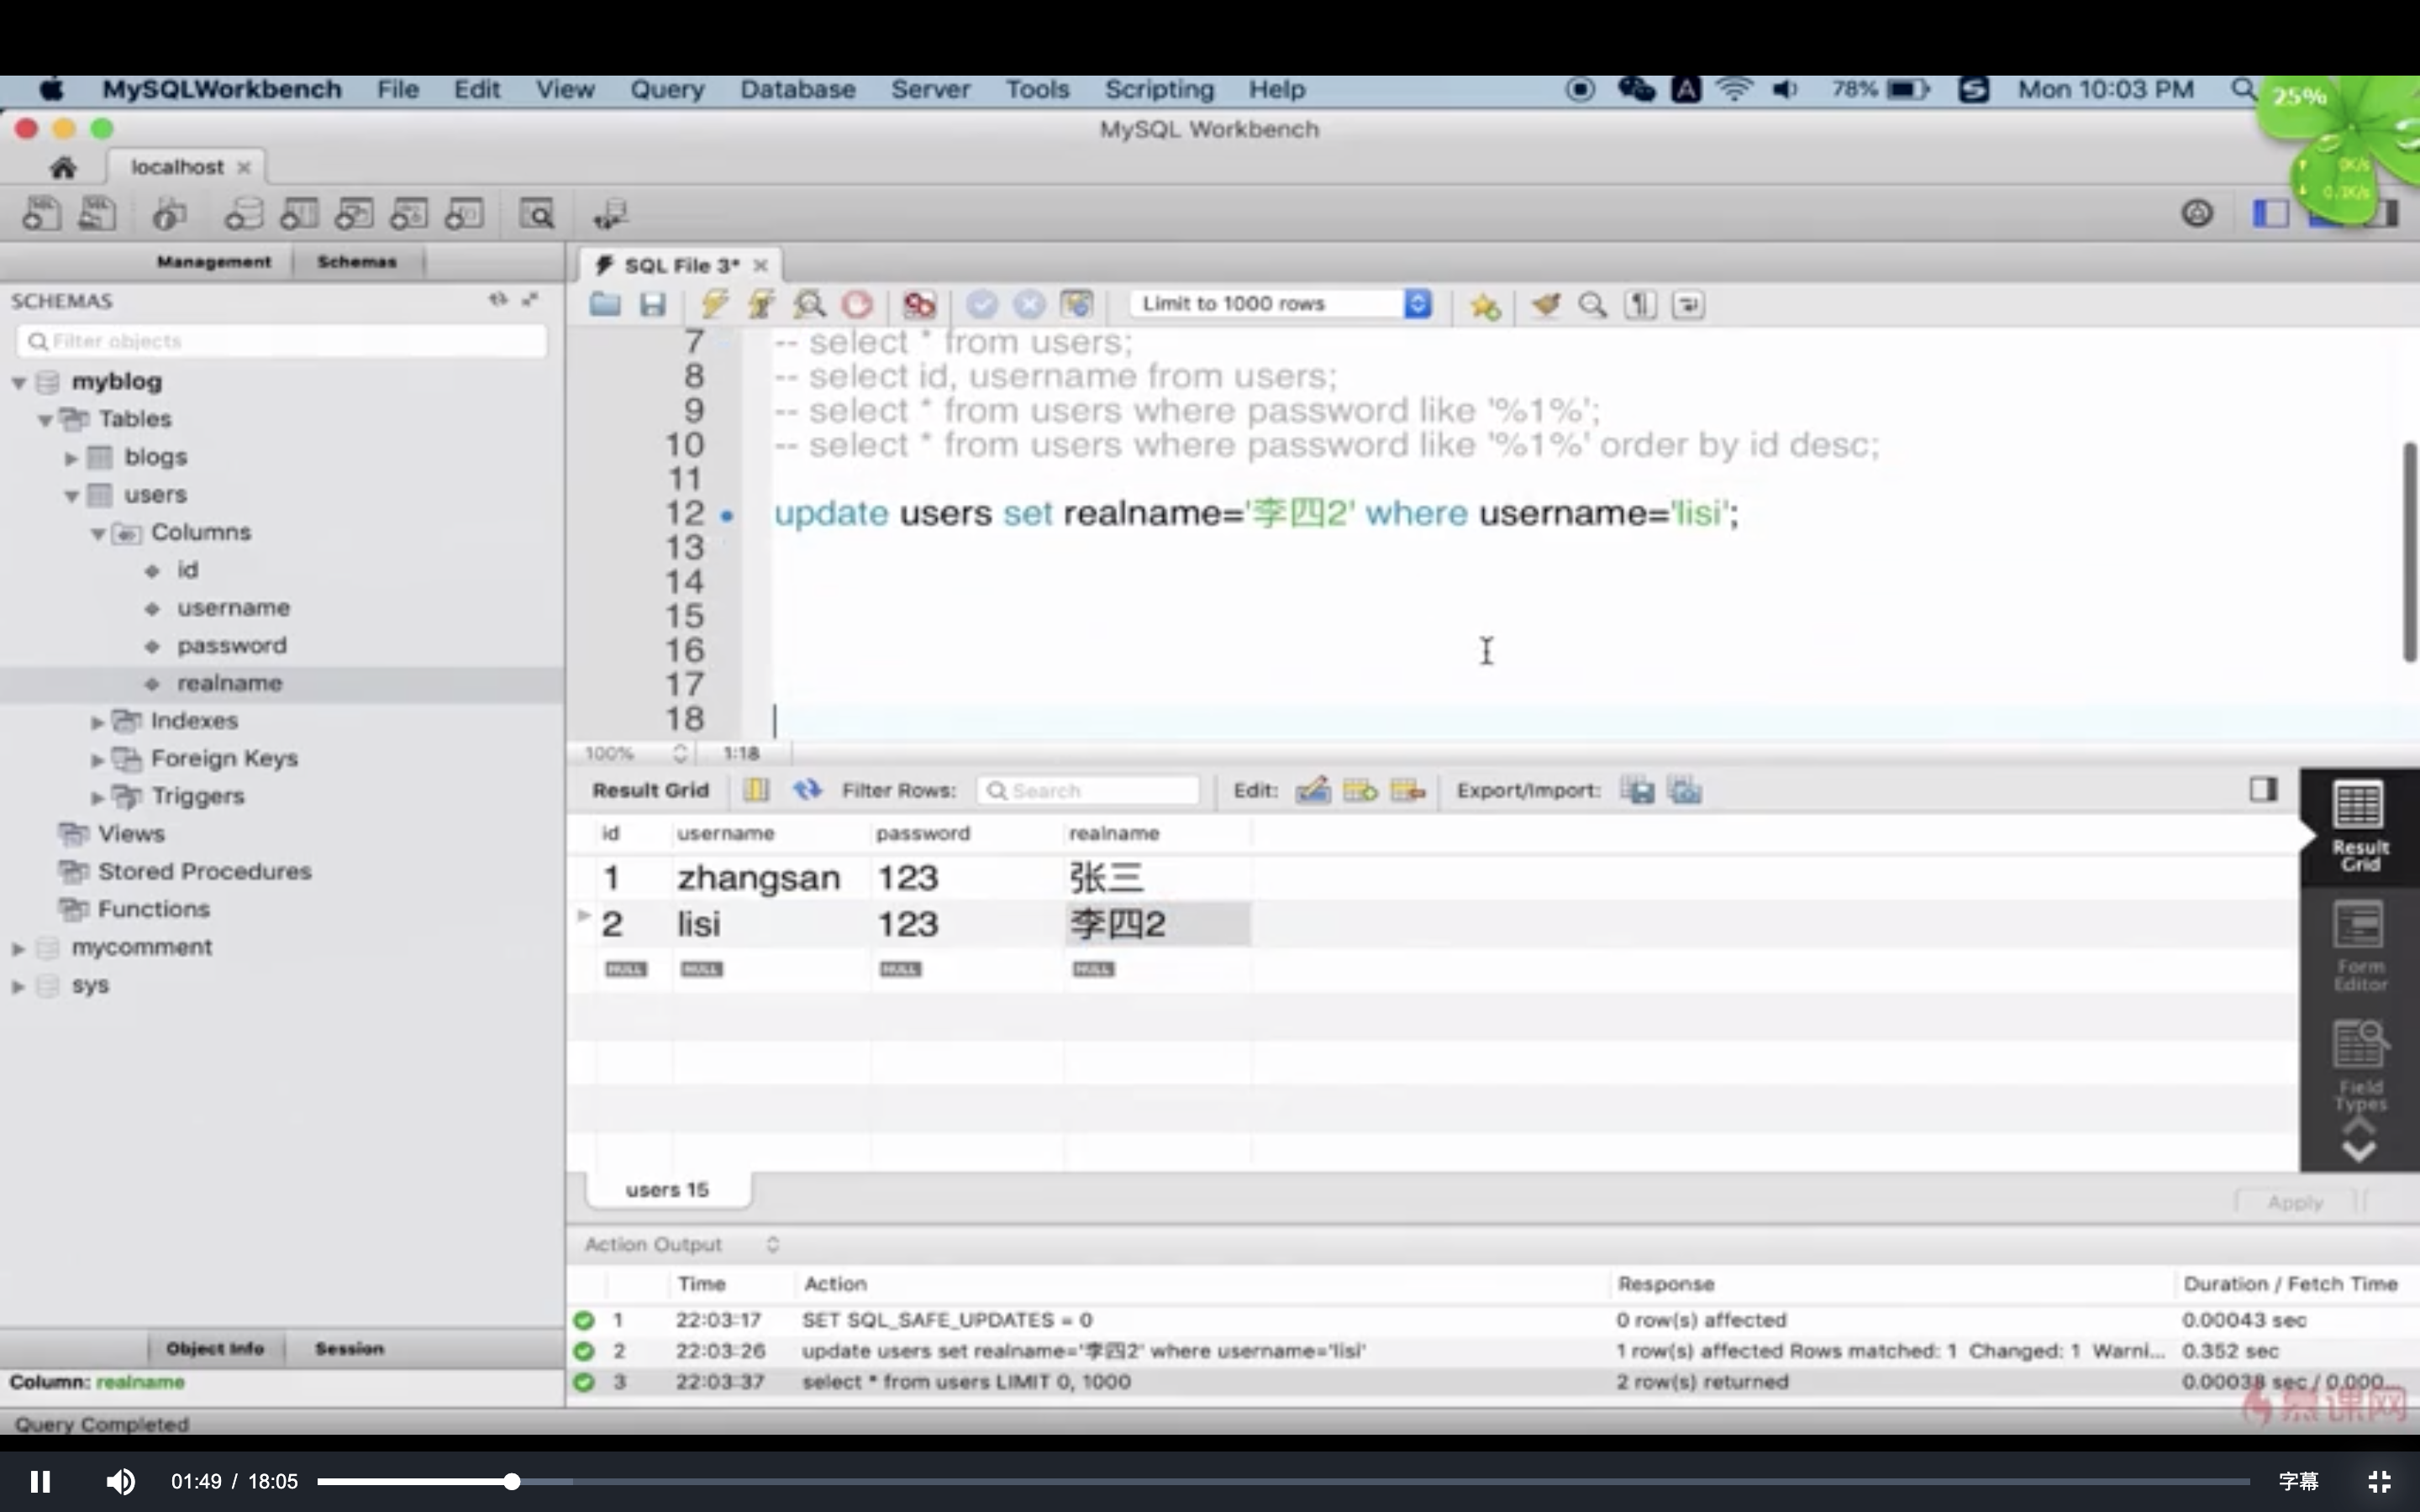 MySQLWorkbench File Edit View Query Database Server Tools Scripting Help 78% Mon 10:03 PM
25%
MySQL Workbench
localhost
0K/s
0.1K/s
Management Schemas
SQL File 3*
SCHEMAS
Limit to 1000 rows
Filter objects
7 -- select * from users;
8 -- select id, username from users;
9 -- select * from users where password like '%1%';
10 -- select * from users where password like '%1%' order by id desc;
11
12 update users set realname='李四2' where username='lisi';
13
14
15
16
17
18
myblog
Tables
blogs
users
Columns
id
username
password
realname
Indexes
Foreign Keys
Triggers
Views
Stored Procedures
Functions
mycomment
sys
100% 1:18
Result Grid Filter Rows: Search Edit: Export/Import:
id username password realname
1 zhangsan 123 张三
2 lisi 123 李四2
NULL NULL NULL NULL
Result Grid
Form Editor
Field Types
users 15
Apply
Action Output
Time Action Response Duration / Fetch Time
1 22:03:17 SET SQL_SAFE_UPDATES = 0 0 row(s) affected 0.00043 sec
2 22:03:26 update users set realname='李四2' where username='lisi' 1 row(s) affected Rows matched: 1 Changed: 1 Warni... 0.352 sec
3 22:03:37 select * from users LIMIT 0, 1000 2 row(s) returned 0.00038 sec / 0.000...
Object Info Session
Column: realname
慕课网
Query Completed
01:49 / 18:05 字幕